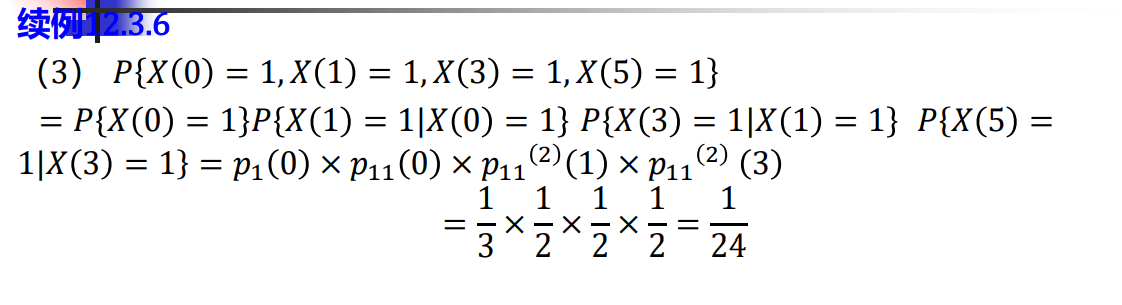 续例12.3.6
(3) P{X(0) = 1, X(1) = 1, X(3) = 1, X(5) = 1}
= P{X(0) = 1}P{X(1) = 1|X(0) = 1} P{X(3) = 1|X(1) = 1} P{X(5) =
1|X(3) = 1} = p₁(0) × p₁₁(0) × p₁₁⁽²⁾(1) × p₁₁⁽²⁾ (3)
= 1/3 × 1/2 × 1/2 × 1/2 = 1/24